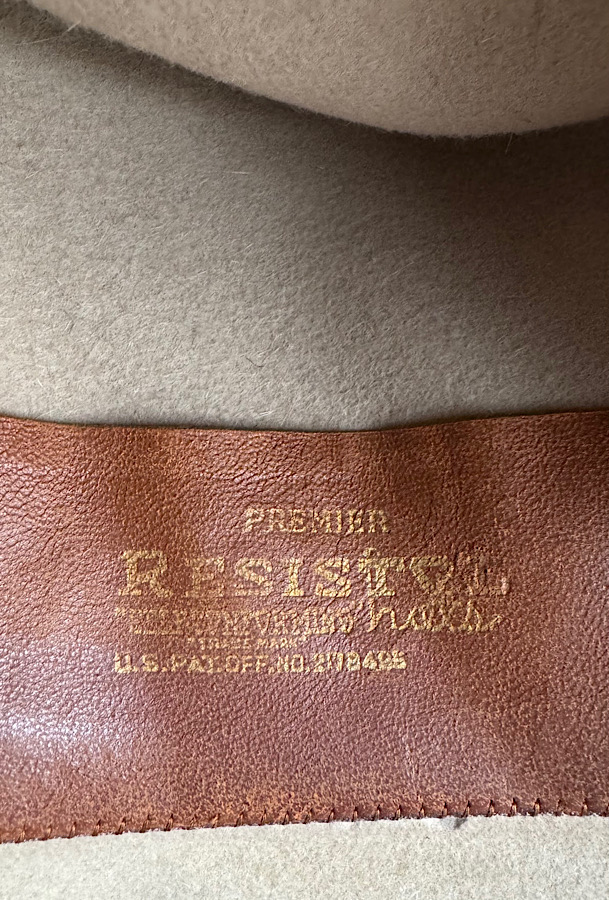 PREMIER
RESISTOL
"SELF-CONFORMING" hats
"TRADE MARK"
U.S. PAT. OFF. NO. 2178495